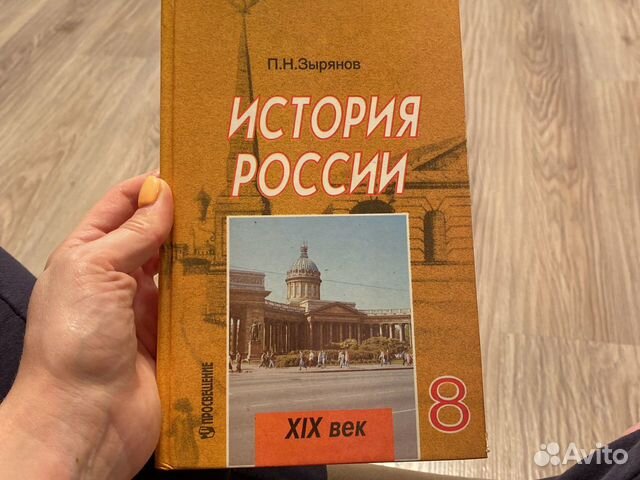 П.Н.Зырянов
ИСТОРИЯ
РОССИИ
ПРОСВЕЩЕНИЕ
XIX век
8
Avito